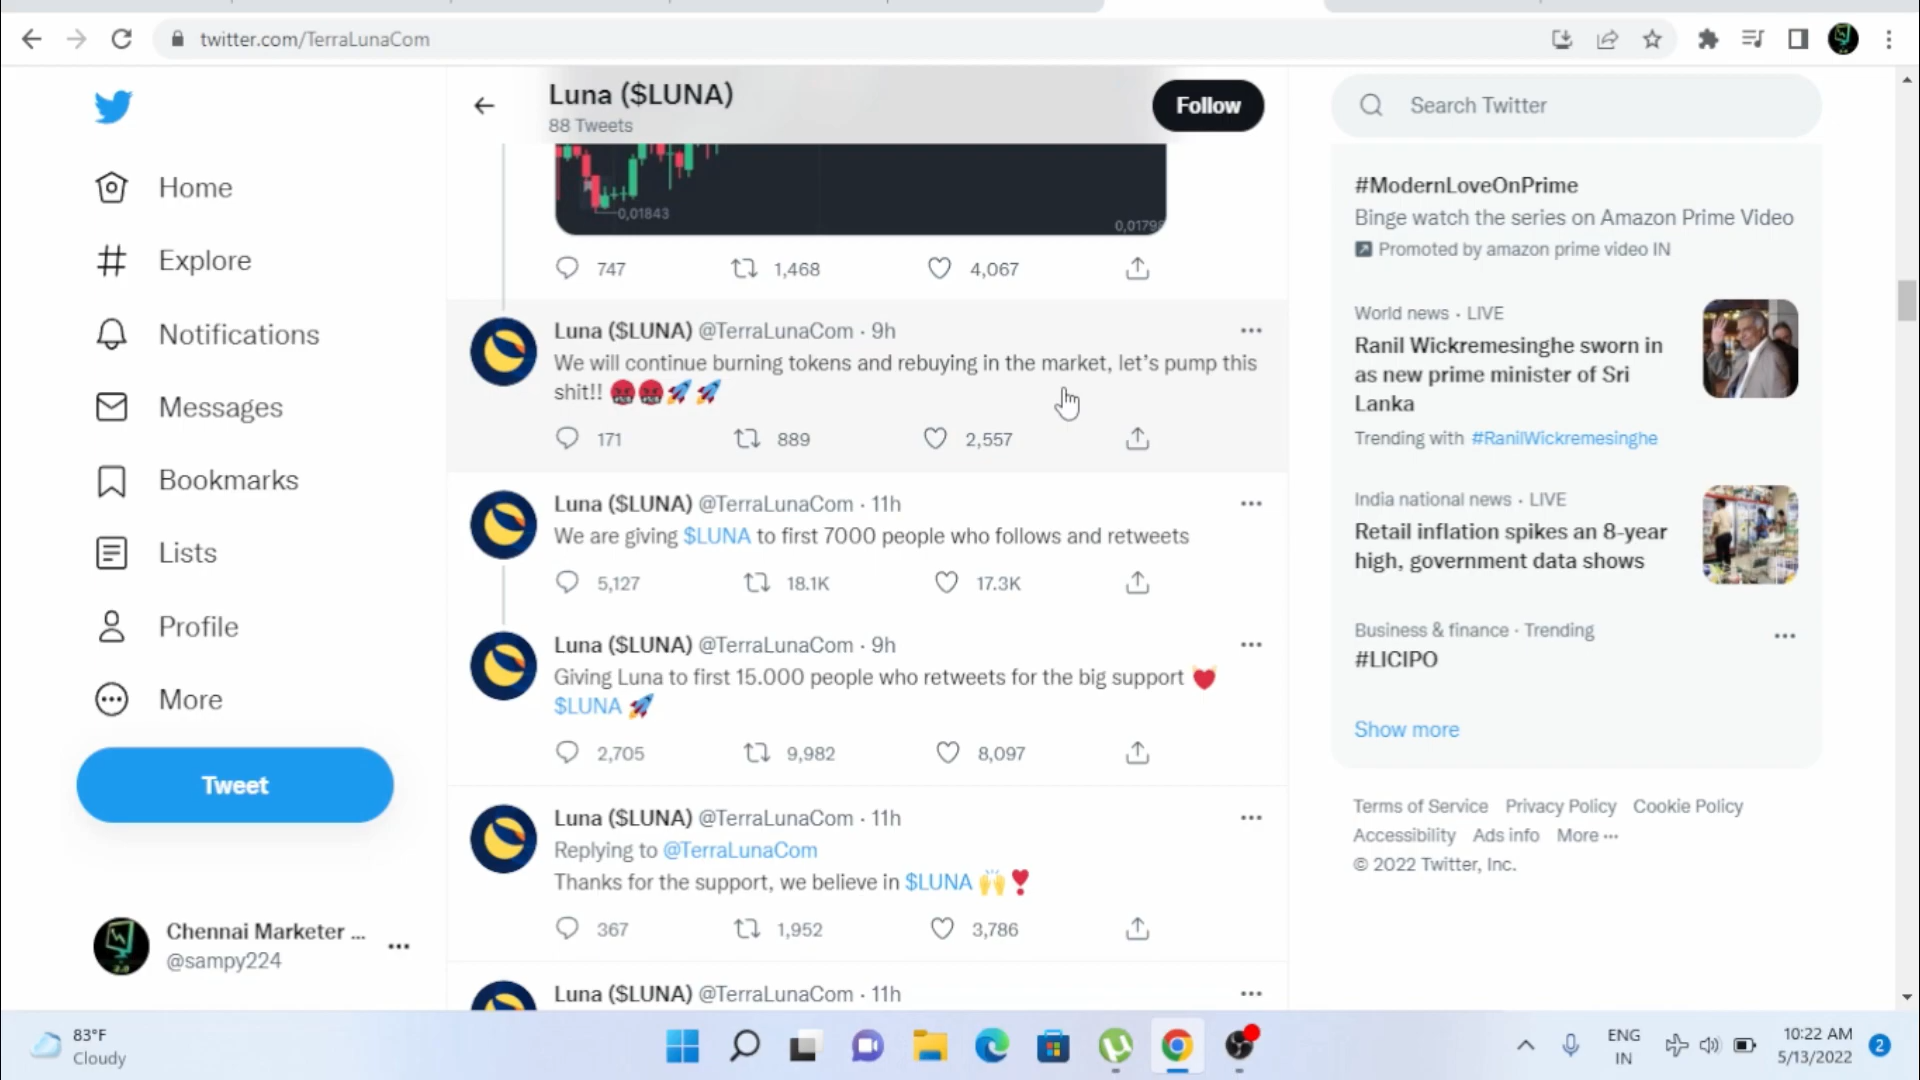 twitter.com/TerraLunaCom
Luna ($LUNA)
88 Tweets
Follow
Search Twitter
Home
Explore
Notifications
Messages
Bookmarks
Lists
Profile
More
Tweet
Chennai Marketer ...
@sampy224
0,01843
0,01798
747 1,468 4,067
Luna ($LUNA) @TerraLunaCom · 9h
We will continue burning tokens and rebuying in the market, let's pump this
shit!! 🤬🤬🚀🚀
171 889 2,557
Luna ($LUNA) @TerraLunaCom · 11h
We are giving $LUNA to first 7000 people who follows and retweets
5,127 18.1K 17.3K
Luna ($LUNA) @TerraLunaCom · 9h
Giving Luna to first 15.000 people who retweets for the big support 💓
$LUNA 🚀
2,705 9,982 8,097
Luna ($LUNA) @TerraLunaCom · 11h
Replying to @TerraLunaCom
Thanks for the support, we believe in $LUNA 🙌❣️
367 1,952 3,786
Luna ($LUNA) @TerraLunaCom · 11h
#ModernLoveOnPrime
Binge watch the series on Amazon Prime Video
Promoted by amazon prime video IN
World news · LIVE
Ranil Wickremesinghe sworn in
as new prime minister of Sri
Lanka
Trending with #RanilWickremesinghe
India national news · LIVE
Retail inflation spikes an 8-year
high, government data shows
Business & finance · Trending
#LICIPO
Show more
Terms of Service Privacy Policy Cookie Policy
Accessibility Ads info More ···
© 2022 Twitter, Inc.
83°F
Cloudy
ENG
IN
10:22 AM
5/13/2022
2